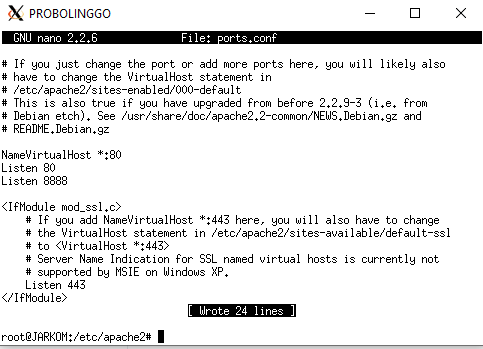 PROBOLINGGO
GNU nano 2.2.6 File: ports.conf
# If you just change the port or add more ports here, you will likely also
# have to change the VirtualHost statement in
# /etc/apache2/sites-enabled/000-default
# This is also true if you have upgraded from before 2.2.9-3 (i.e. from
# Debian etch). See /usr/share/doc/apache2.2-common/NEWS.Debian.gz and
# README.Debian.gz
NameVirtualHost *:80
Listen 80
Listen 8888
<IfModule mod_ssl.c>
# If you add NameVirtualHost *:443 here, you will also have to change
# the VirtualHost statement in /etc/apache2/sites-available/default-ssl
# to <VirtualHost *:443>
# Server Name Indication for SSL named virtual hosts is currently not
# supported by MSIE on Windows XP.
Listen 443
</IfModule>
[ Wrote 24 lines ]
root@JARKOM:/etc/apache2#